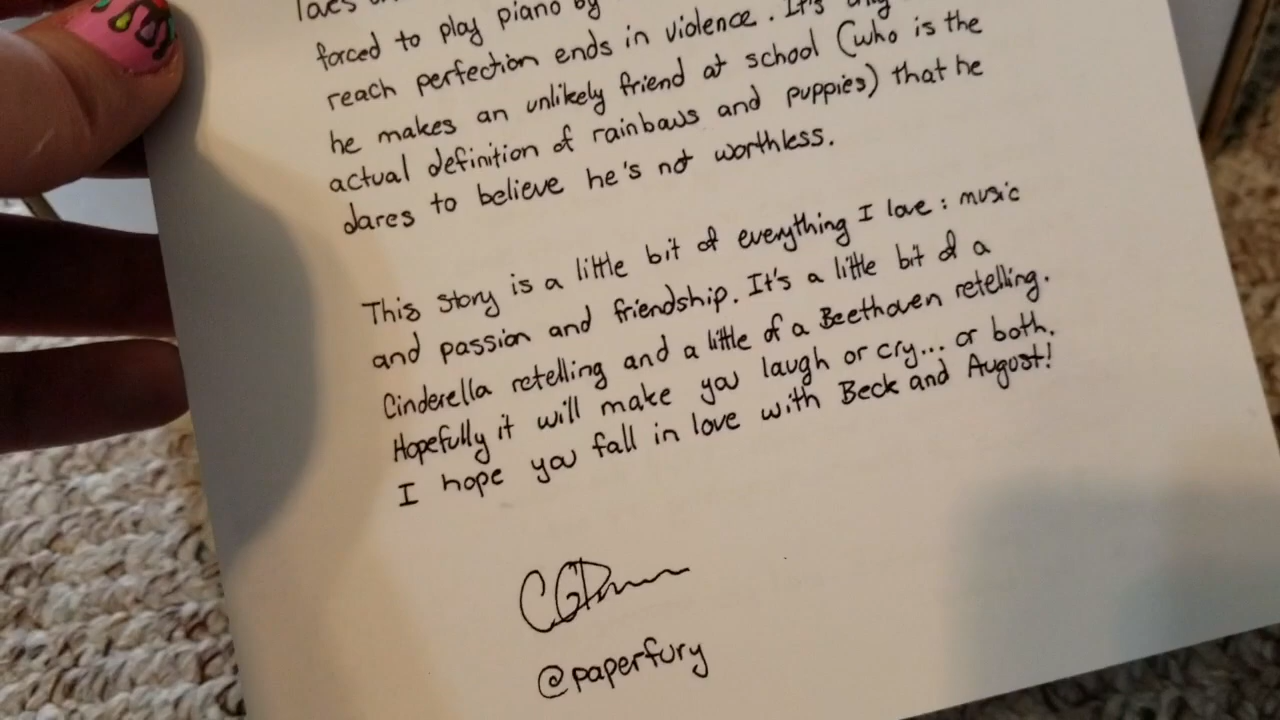 forced to play piano by
reach perfection ends in violence. It's only
he makes an unlikely friend at school (who is the
actual definition of rainbows and puppies) that he
dares to believe he's not worthless.
This story is a little bit of everything I love: music
and passion and friendship. It's a little bit of a
Cinderella retelling and a little of a Beethoven retelling.
Hopefully it will make you laugh or cry... or both.
I hope you fall in love with Beck and August!
CGDrews
@paperfury